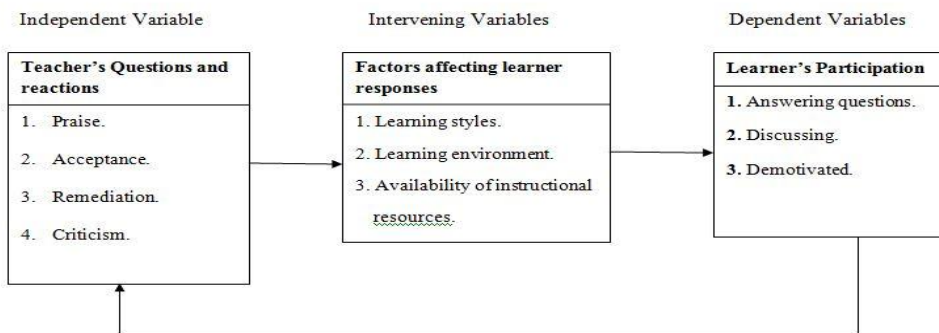 Independent Variable
Intervening Variables
Dependent Variables
Teacher's Questions and
reactions
1. Praise.
2. Acceptance.
3. Remediation.
4. Criticism.
Factors affecting learner
responses
1. Learning styles.
2. Learning environment.
3. Availability of instructional
resources.
Learner's Participation
1. Answering questions.
2. Discussing.
3. Demotivated.